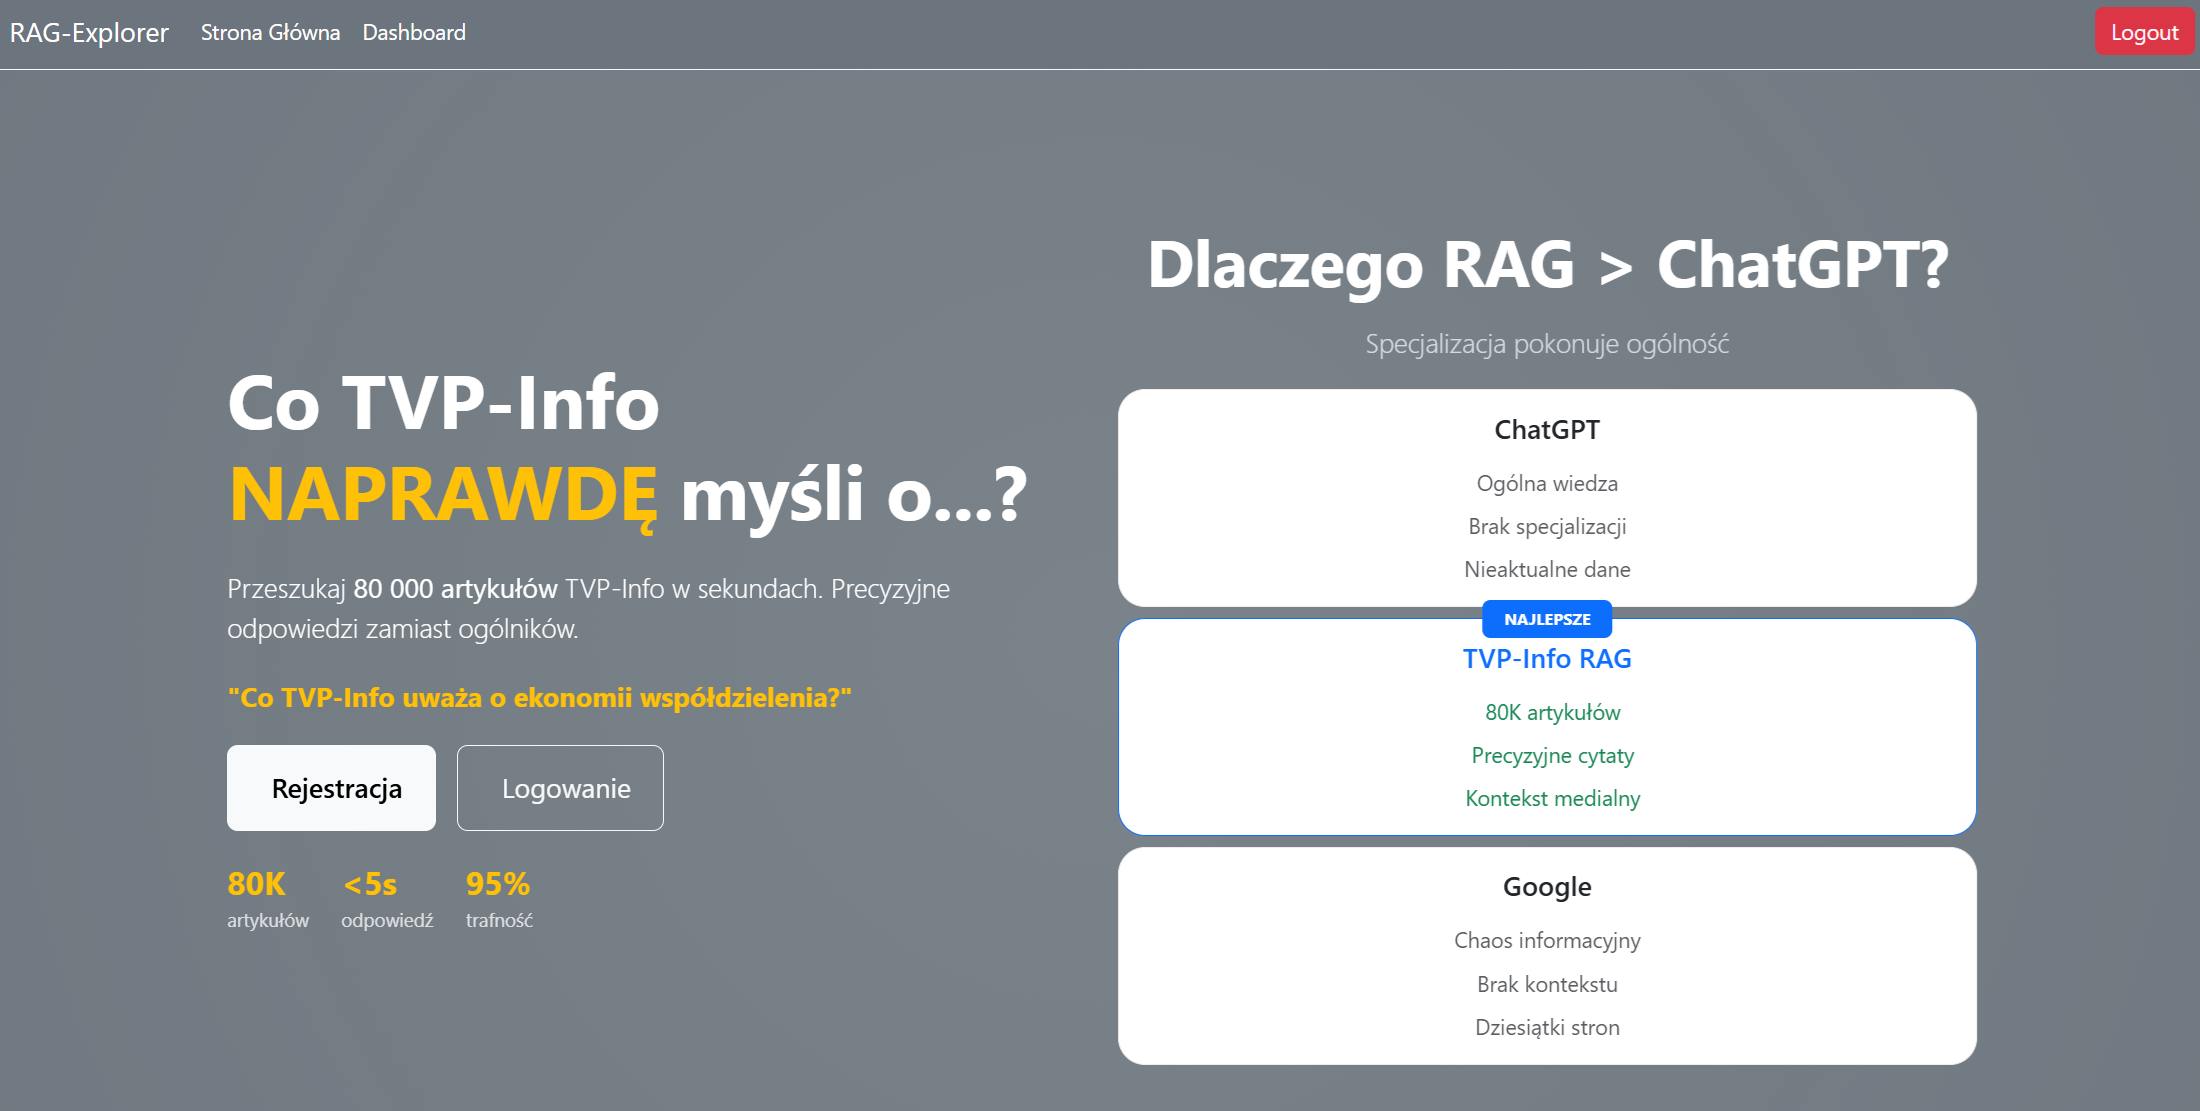 RAG-Explorer Strona Główna Dashboard Logout
Co TVP-Info
NAPRAWDĘ myśli o...?
Przeszukaj 80 000 artykułów TVP-Info w sekundach. Precyzyjne
odpowiedzi zamiast ogólników.
"Co TVP-Info uważa o ekonomii współdzielenia?"
Rejestracja Logowanie
80K <5s 95%
artykułów odpowiedź trafność
Dlaczego RAG > ChatGPT?
Specjalizacja pokonuje ogólność
ChatGPT
Ogólna wiedza
Brak specjalizacji
Nieaktualne dane
NAJLEPSZE
TVP-Info RAG
80K artykułów
Precyzyjne cytaty
Kontekst medialny
Google
Chaos informacyjny
Brak kontekstu
Dziesiątki stron